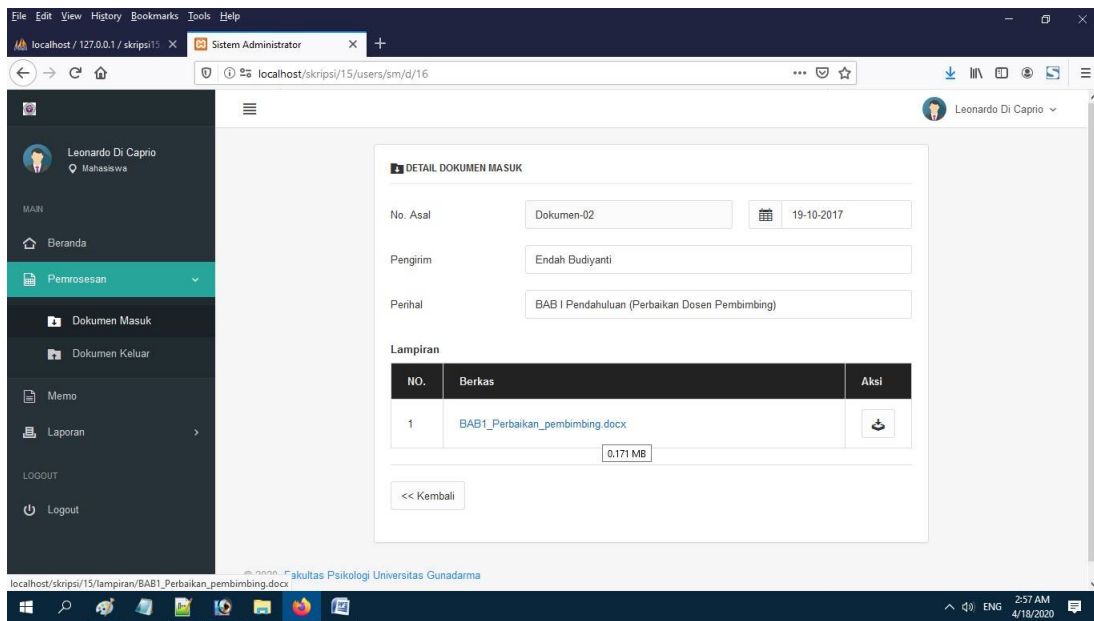 File Edit View History Bookmarks Tools Help
localhost / 127.0.0.1 / skripsi15
Sistem Administrator
localhost/skripsi/15/users/sm/d/16
Leonardo Di Caprio
Leonardo Di Caprio
Mahasiswa
MAIN
Beranda
Pemrosesan
Dokumen Masuk
Dokumen Keluar
Memo
Laporan
LOGOUT
Logout
DETAIL DOKUMEN MASUK
No. Asal Dokumen-02 19-10-2017
Pengirim Endah Budiyanti
Perihal BAB I Pendahuluan (Perbaikan Dosen Pembimbing)
Lampiran
NO. Berkas Aksi
1 BAB1_Perbaikan_pembimbing.docx
0.171 MB
<< Kembali
© 2020 Fakultas Psikologi Universitas Gunadarma
localhost/skripsi/15/lampiran/BAB1_Perbaikan_pembimbing.docx
ENG
2:57 AM
4/18/2020